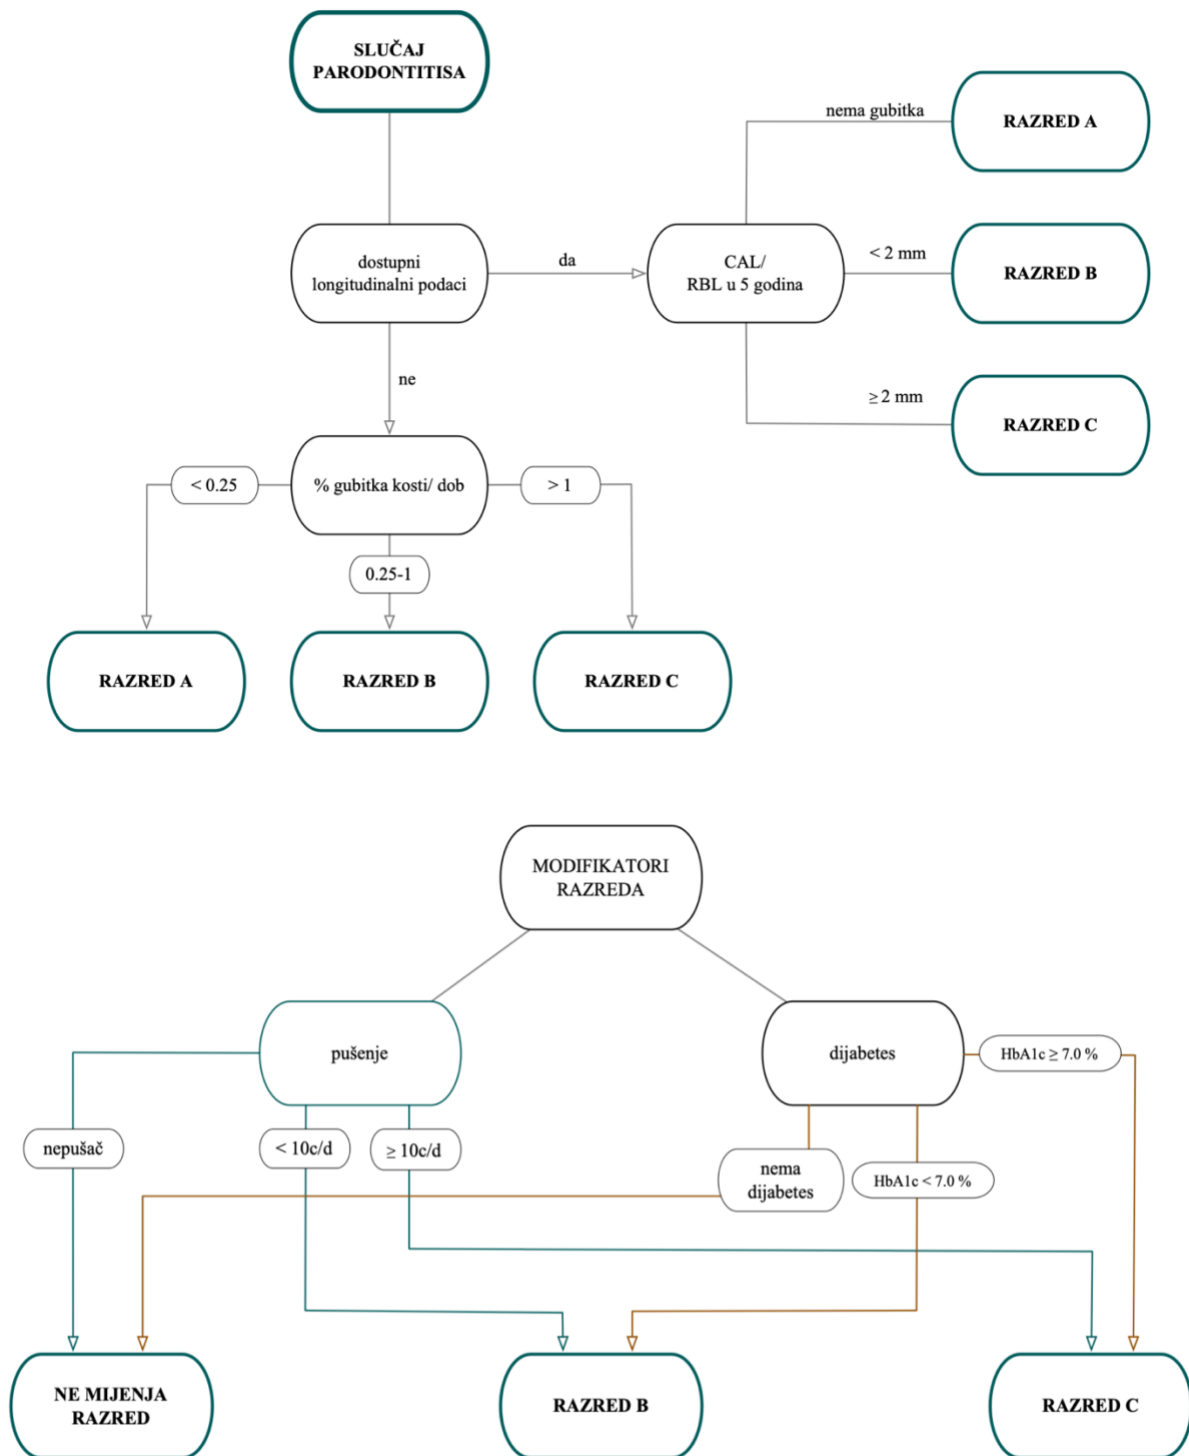 SLUČAJ
PARODONTITISA
nema gubitka
RAZRED A
dostupni
longitudinalni podaci
da
CAL/
RBL u 5 godina
< 2 mm
RAZRED B
ne
≥ 2 mm
RAZRED C
< 0.25
% gubitka kosti/ dob
> 1
0.25-1
RAZRED A
RAZRED B
RAZRED C
MODIFIKATORI
RAZREDA
pušenje
dijabetes
HbA1c ≥ 7.0 %
nepušač
< 10c/d
≥ 10c/d
nema
dijabetes
HbA1c < 7.0 %
NE MIJENJA
RAZRED
RAZRED B
RAZRED C